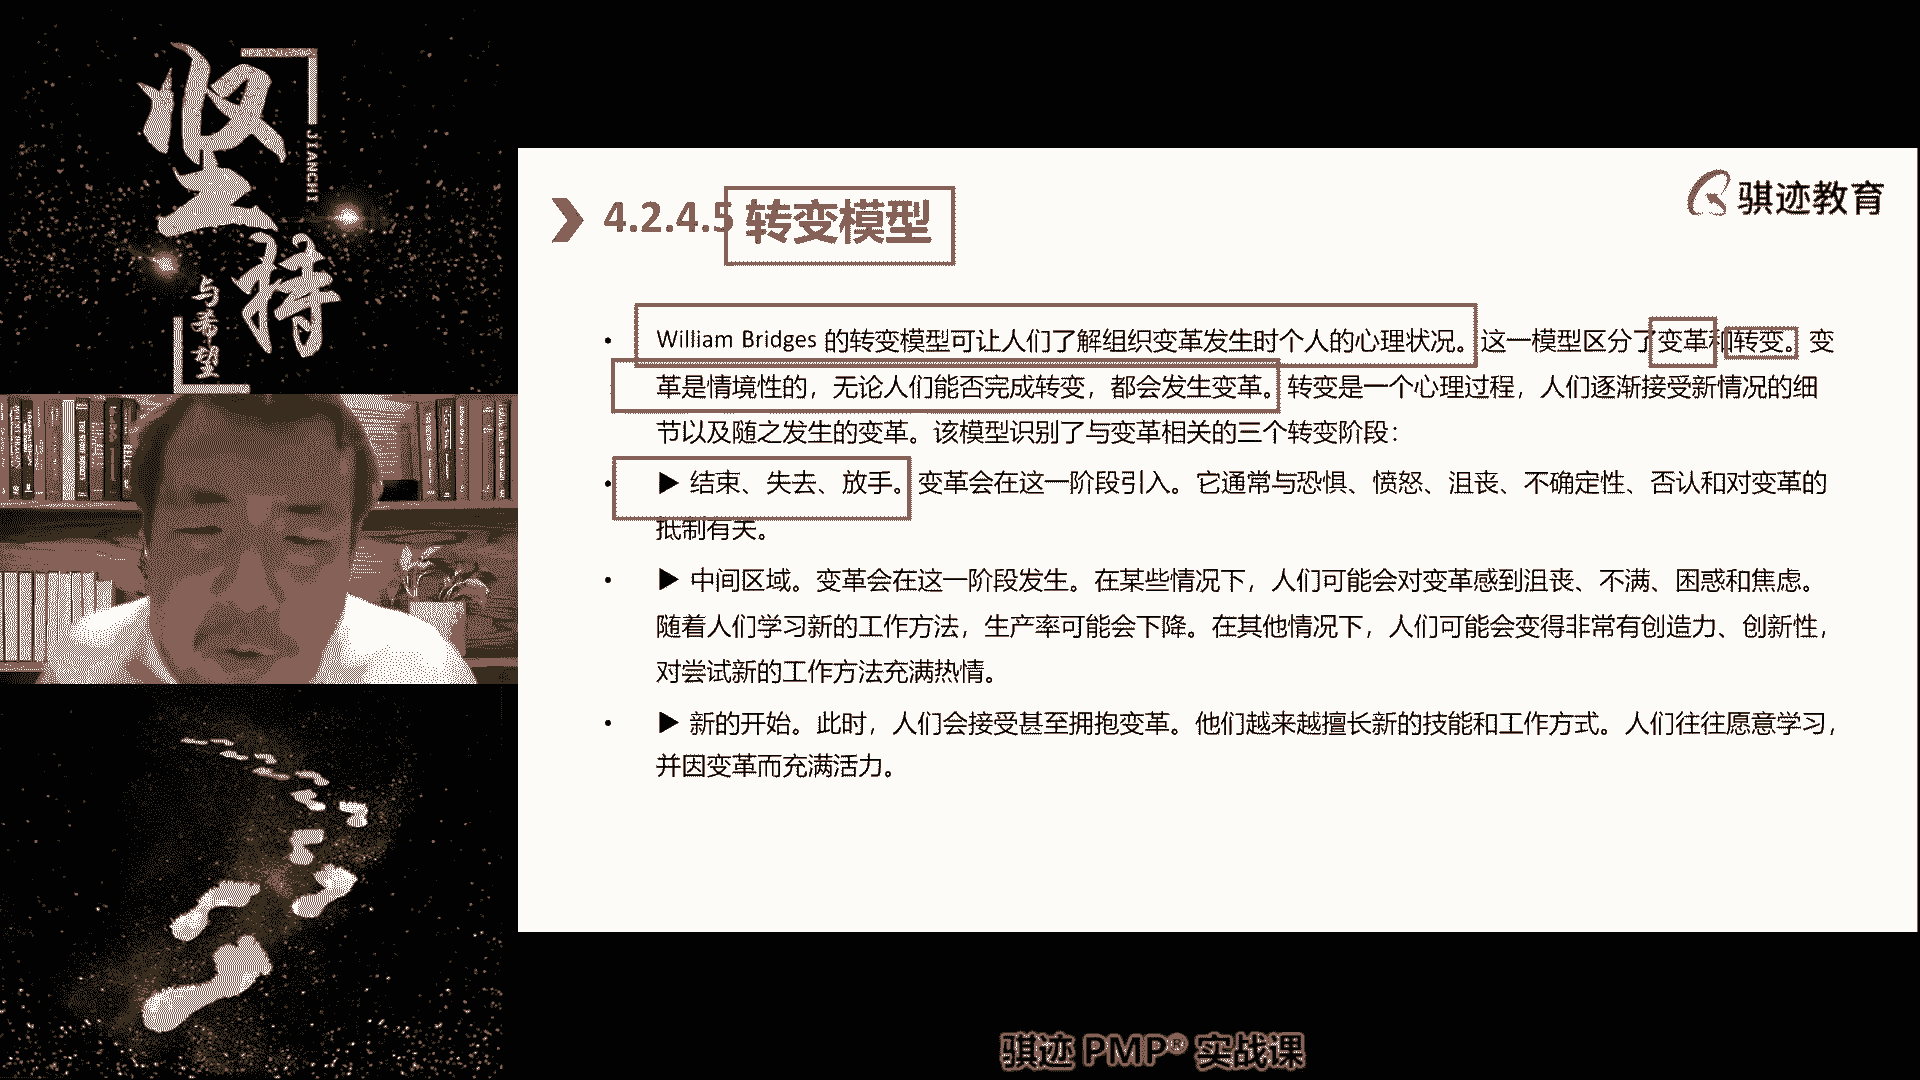 坚持
JIANCHI
与希望
4.2.4.5 转变模型
骐迹教育
• William Bridges 的转变模型可让人们了解组织变革发生时个人的心理状况。这一模型区分了变革和转变。变
革是情境性的，无论人们能否完成转变，都会发生变革。转变是一个心理过程，人们逐渐接受新情况的细
节以及随之发生的变革。该模型识别了与变革相关的三个转变阶段：
• ▶ 结束、失去、放手。变革会在这一阶段引入。它通常与恐惧、愤怒、沮丧、不确定性、否认和对变革的
抵制有关。
• ▶ 中间区域。变革会在这一阶段发生。在某些情况下，人们可能会对变革感到沮丧、不满、困惑和焦虑。
随着人们学习新的工作方法，生产率可能会下降。在其他情况下，人们可能会变得非常有创造力、创新性，
对尝试新的工作方法充满热情。
• ▶ 新的开始。此时，人们会接受甚至拥抱变革。他们越来越擅长新的技能和工作方式。人们往往愿意学习，
并因变革而充满活力。
骐迹 PMP® 实战课